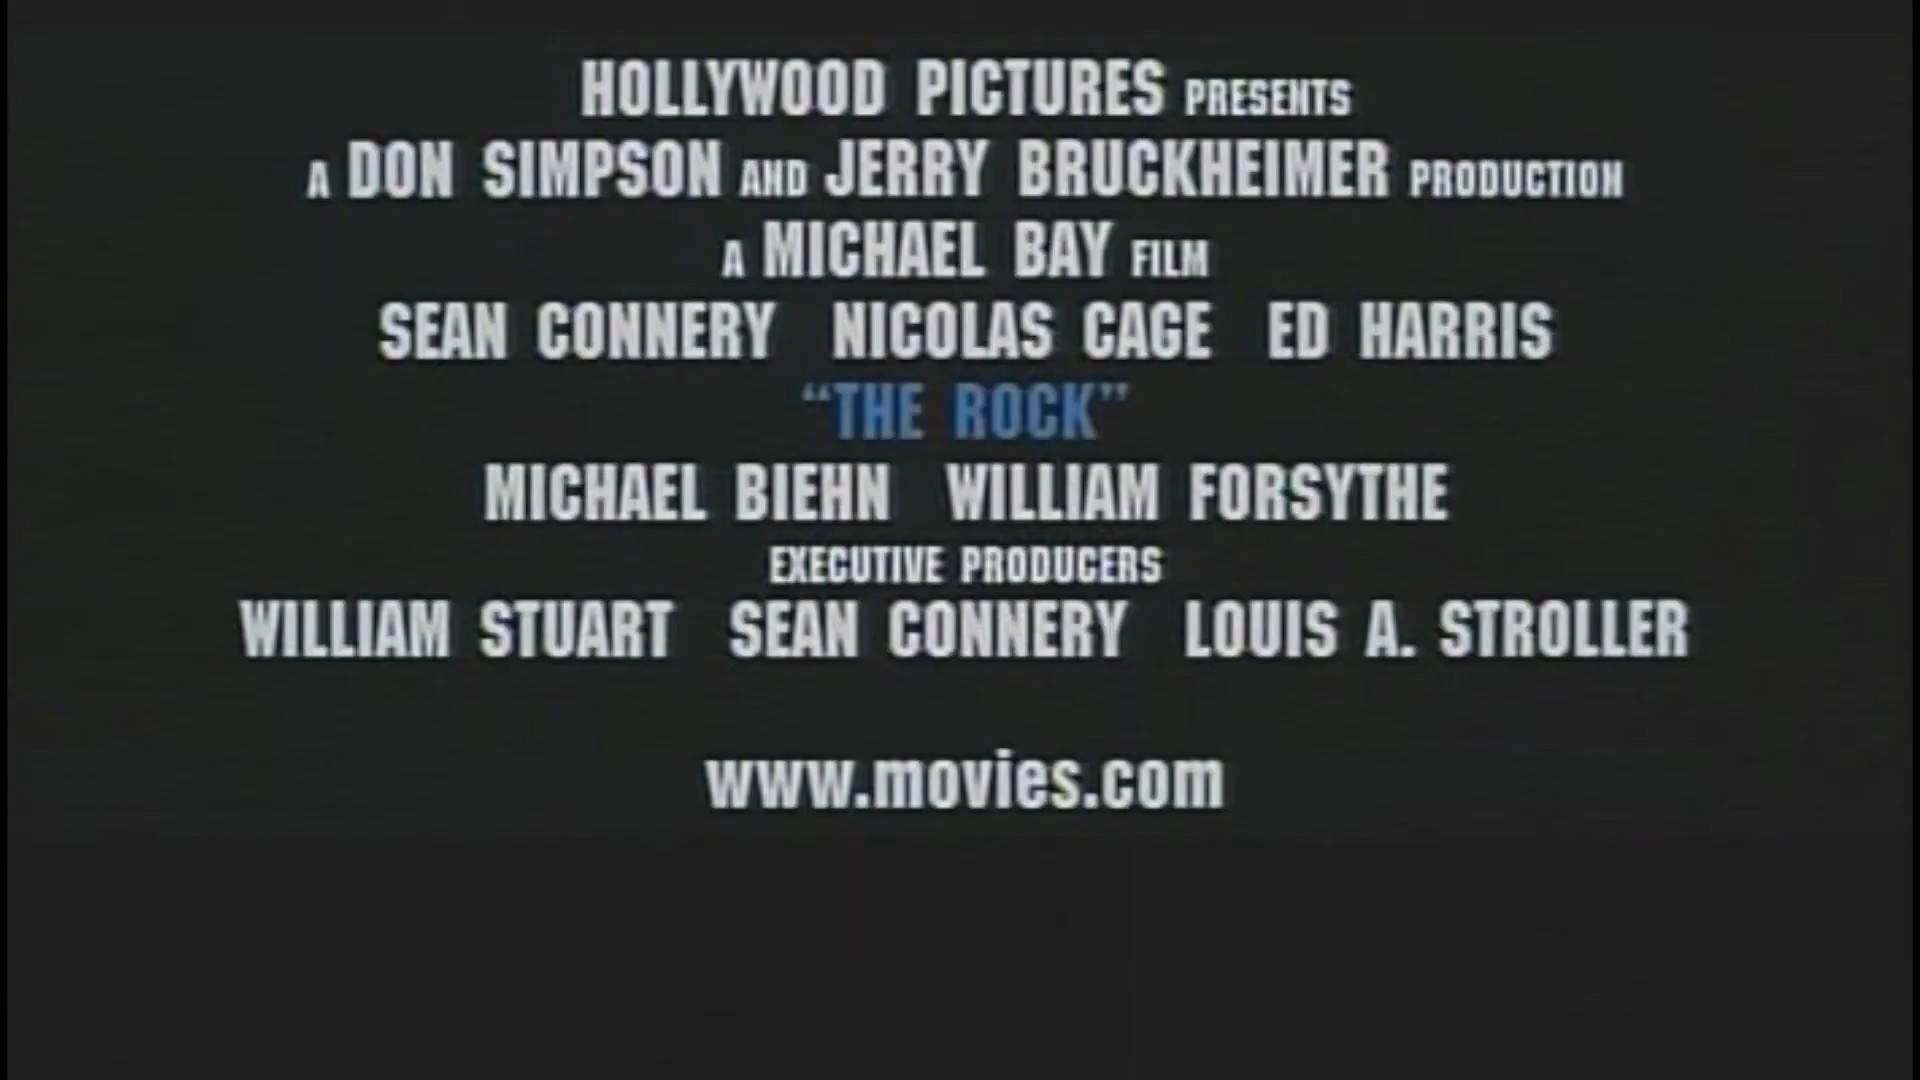 HOLLYWOOD PICTURES PRESENTS
A DON SIMPSON AND JERRY BRUCKHEIMER PRODUCTION
A MICHAEL BAY FILM
SEAN CONNERY NICOLAS CAGE ED HARRIS
“THE ROCK”
MICHAEL BIEHN WILLIAM FORSYTHE
EXECUTIVE PRODUCERS
WILLIAM STUART SEAN CONNERY LOUIS A. STROLLER
www.movies.com